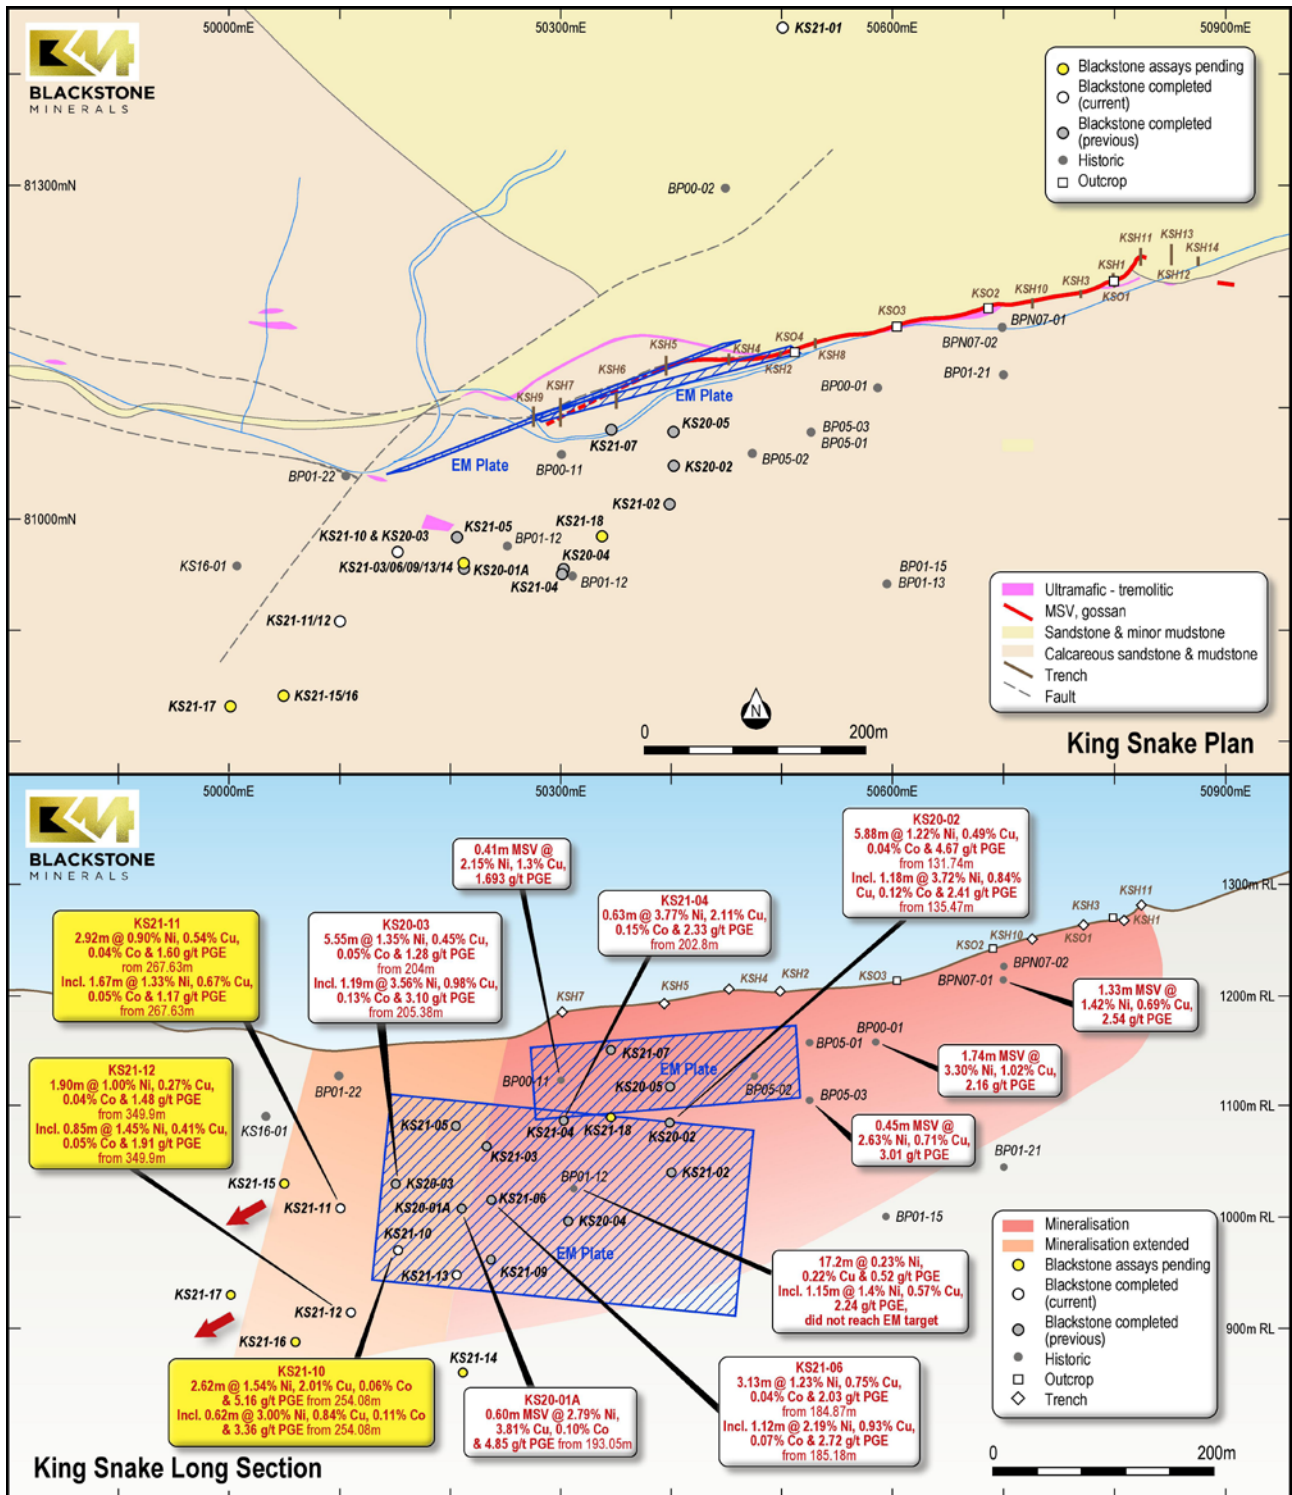 50000mE
50300mE
50600mE
50900mE
KS21-01
BLACKSTONE
MINERALS
Blackstone assays pending
Blackstone completed
(current)
Blackstone completed
(previous)
Historic
Outcrop
81300mN
BP00-02
KSH11
KSH13
KSH14
KSH1
KSH12
KSH3
KSO1
KSH10
KSO2
KSO3
BPN07-01
BPN07-02
KSO4
KSH8
KSH2
KSH4
KSH5
KSH6
KSH7
KSH9
BP01-21
BP00-01
EM Plate
KS20-05
BP05-03
BP05-01
KS21-07
EM Plate
BP00-11
BP05-02
KS20-02
BP01-22
KS21-02
81000mN
KS21-18
KS21-05
KS21-10 & KS20-03
BP01-12
KS20-04
KS16-01
KS21-03/06/09/13/14
KS20-01A
KS21-04
BP01-12
BP01-15
BP01-13
KS21-11/12
KS21-15/16
KS21-17
Ultramafic - tremolitic
MSV, gossan
Sandstone & minor mudstone
Calcareous sandstone & mudstone
Trench
Fault
N
0
200m
King Snake Plan
50000mE
50300mE
50600mE
50900mE
BLACKSTONE
MINERALS
KS20-02
5.88m @ 1.22% Ni, 0.49% Cu,
0.04% Co & 4.67 g/t PGE
from 131.74m
Incl. 1.18m @ 3.72% Ni, 0.84%
Cu, 0.12% Co & 2.41 g/t PGE
from 135.47m
0.41m MSV @
2.15% Ni, 1.3% Cu,
1.693 g/t PGE
KS21-04
0.63m @ 3.77% Ni, 2.11% Cu,
0.15% Co & 2.33 g/t PGE
from 202.8m
KS21-11
2.92m @ 0.90% Ni, 0.54% Cu,
0.04% Co & 1.60 g/t PGE
rom 267.63m
Incl. 1.67m @ 1.33% Ni, 0.67% Cu,
0.05% Co & 1.17 g/t PGE
from 267.63m
KS20-03
5.55m @ 1.35% Ni, 0.45% Cu,
0.05% Co & 1.28 g/t PGE
from 204m
Incl. 1.19m @ 3.56% Ni, 0.98% Cu,
0.13% Co & 3.10 g/t PGE
from 205.38m
1300m RL
KSH11
KSH3
KSH1
KSO1
KSH10
KSO2
KSO3
KSH2
KSH4
KSH5
KSH7
BPN07-02
BPN07-01
1200m RL
1.33m MSV @
1.42% Ni, 0.69% Cu,
2.54 g/t PGE
BP00-01
BP05-01
1.74m MSV @
3.30% Ni, 1.02% Cu,
2.16 g/t PGE
KS21-07
EM Plate
BP00-11
KS20-05
BP05-02
BP05-03
1100m RL
KS21-12
1.90m @ 1.00% Ni, 0.27% Cu,
0.04% Co & 1.48 g/t PGE
from 349.9m
Incl. 0.85m @ 1.45% Ni, 0.41% Cu,
0.05% Co & 1.91 g/t PGE
from 349.9m
BP01-22
KS16-01
KS21-05
KS21-04
KS21-18
KS20-02
0.45m MSV @
2.63% Ni, 0.71% Cu,
3.01 g/t PGE
KS21-03
BP01-21
KS21-15
KS20-03
BP01-12
KS21-02
KS21-11
KS20-01A
KS21-06
KS20-04
BP01-15
1000m RL
KS21-10
EM Plate
KS21-13
KS21-09
KS21-17
KS21-12
KS21-16
17.2m @ 0.23% Ni,
0.22% Cu & 0.52 g/t PGE
Incl. 1.15m @ 1.4% Ni, 0.57% Cu,
2.24 g/t PGE,
did not reach EM target
900m RL
Mineralisation
Mineralisation extended
Blackstone assays pending
Blackstone completed
(current)
Blackstone completed
(previous)
Historic
Outcrop
Trench
KS21-14
KS21-10
2.62m @ 1.54% Ni, 2.01% Cu, 0.06% Co
& 5.16 g/t PGE from 254.08m
Incl. 0.62m @ 3.00% Ni, 0.84% Cu, 0.11% Co
& 3.36 g/t PGE from 254.08m
KS20-01A
0.60m MSV @ 2.79% Ni,
3.81% Cu, 0.10% Co
& 4.85 g/t PGE from 193.05m
KS21-06
3.13m @ 1.23% Ni, 0.75% Cu,
0.04% Co & 2.03 g/t PGE
from 184.87m
Incl. 1.12m @ 2.19% Ni, 0.93% Cu,
0.07% Co & 2.72 g/t PGE
from 185.18m
0
200m
King Snake Long Section